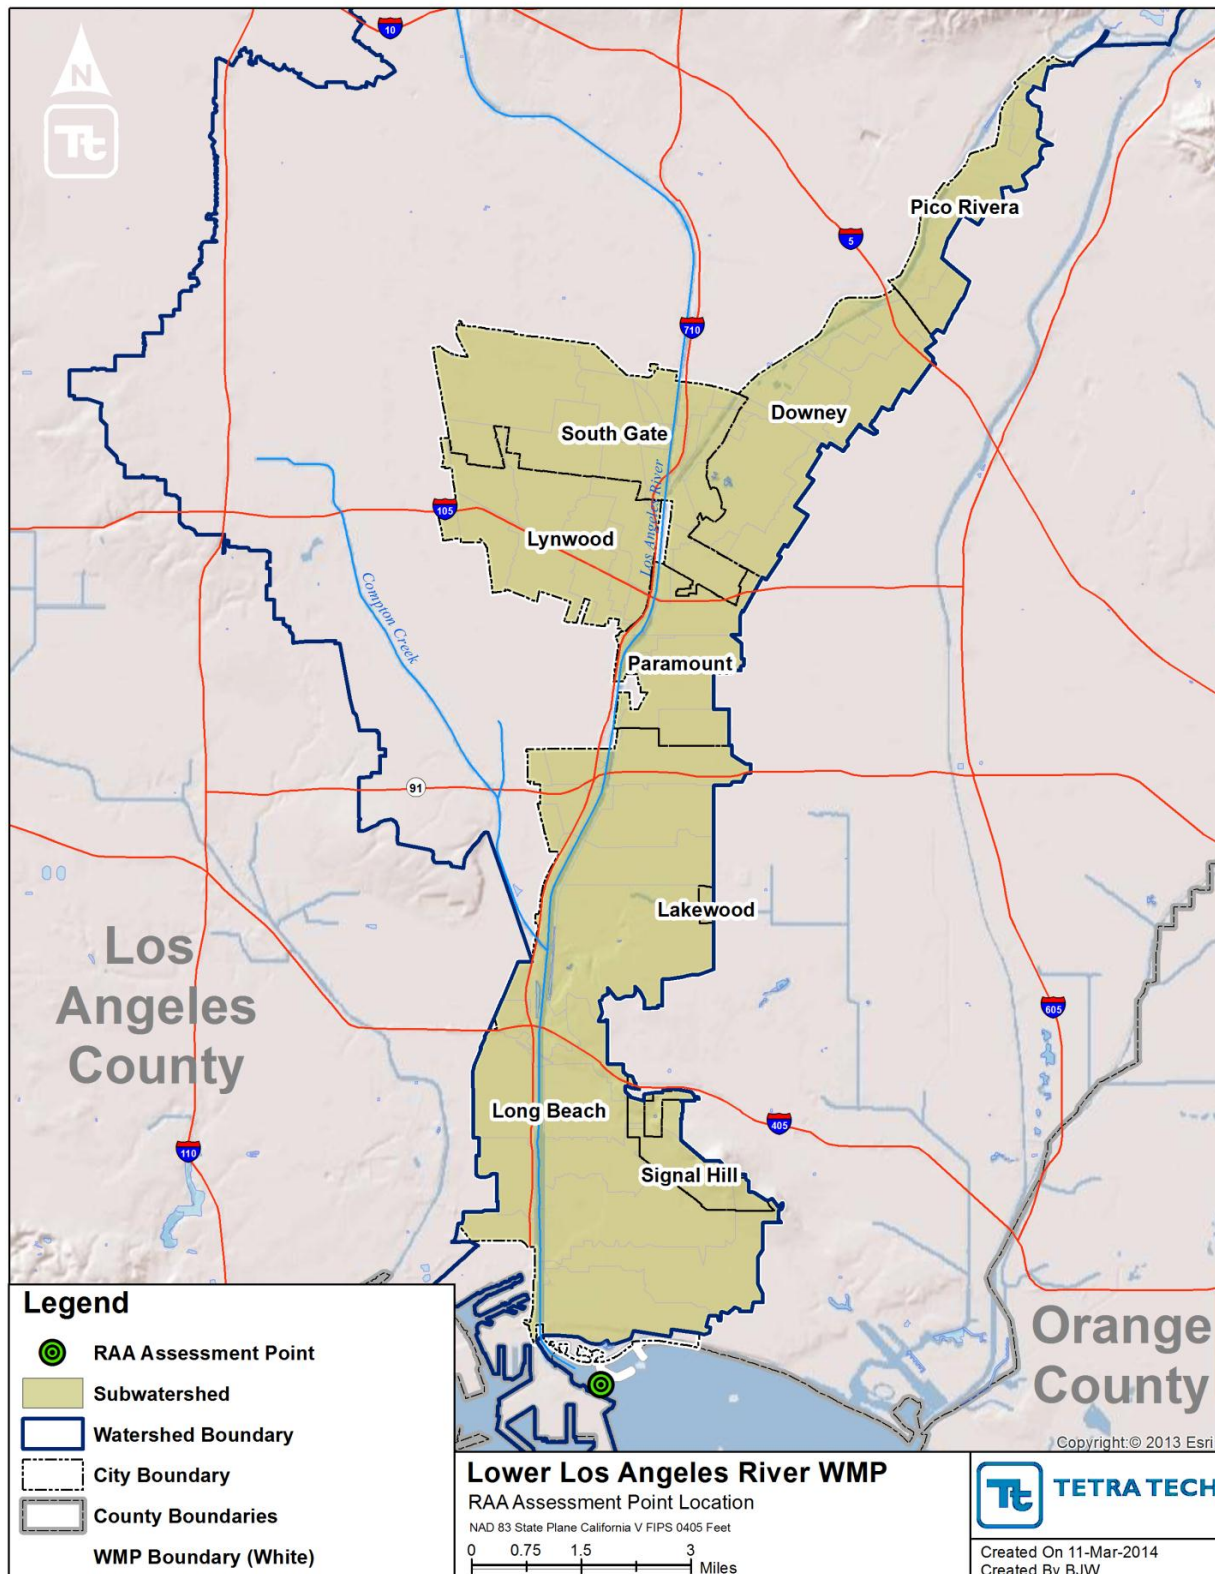 10
N
Tt
Pico Rivera
5
710
Downey
South Gate
Los Angeles River
105
Lynwood
Compton Creek
Paramount
91
Lakewood
Los
Angeles
County
605
Long Beach
405
110
Signal Hill
Orange
County
Copyright:© 2013 Esri
Legend
RAA Assessment Point
Subwatershed
Watershed Boundary
City Boundary
County Boundaries
WMP Boundary (White)
Lower Los Angeles River WMP
RAA Assessment Point Location
NAD 83 State Plane California V FIPS 0405 Feet
0 0.75 1.5 3
Miles
Tt TETRA TECH
Created On 11-Mar-2014
Created By BJW